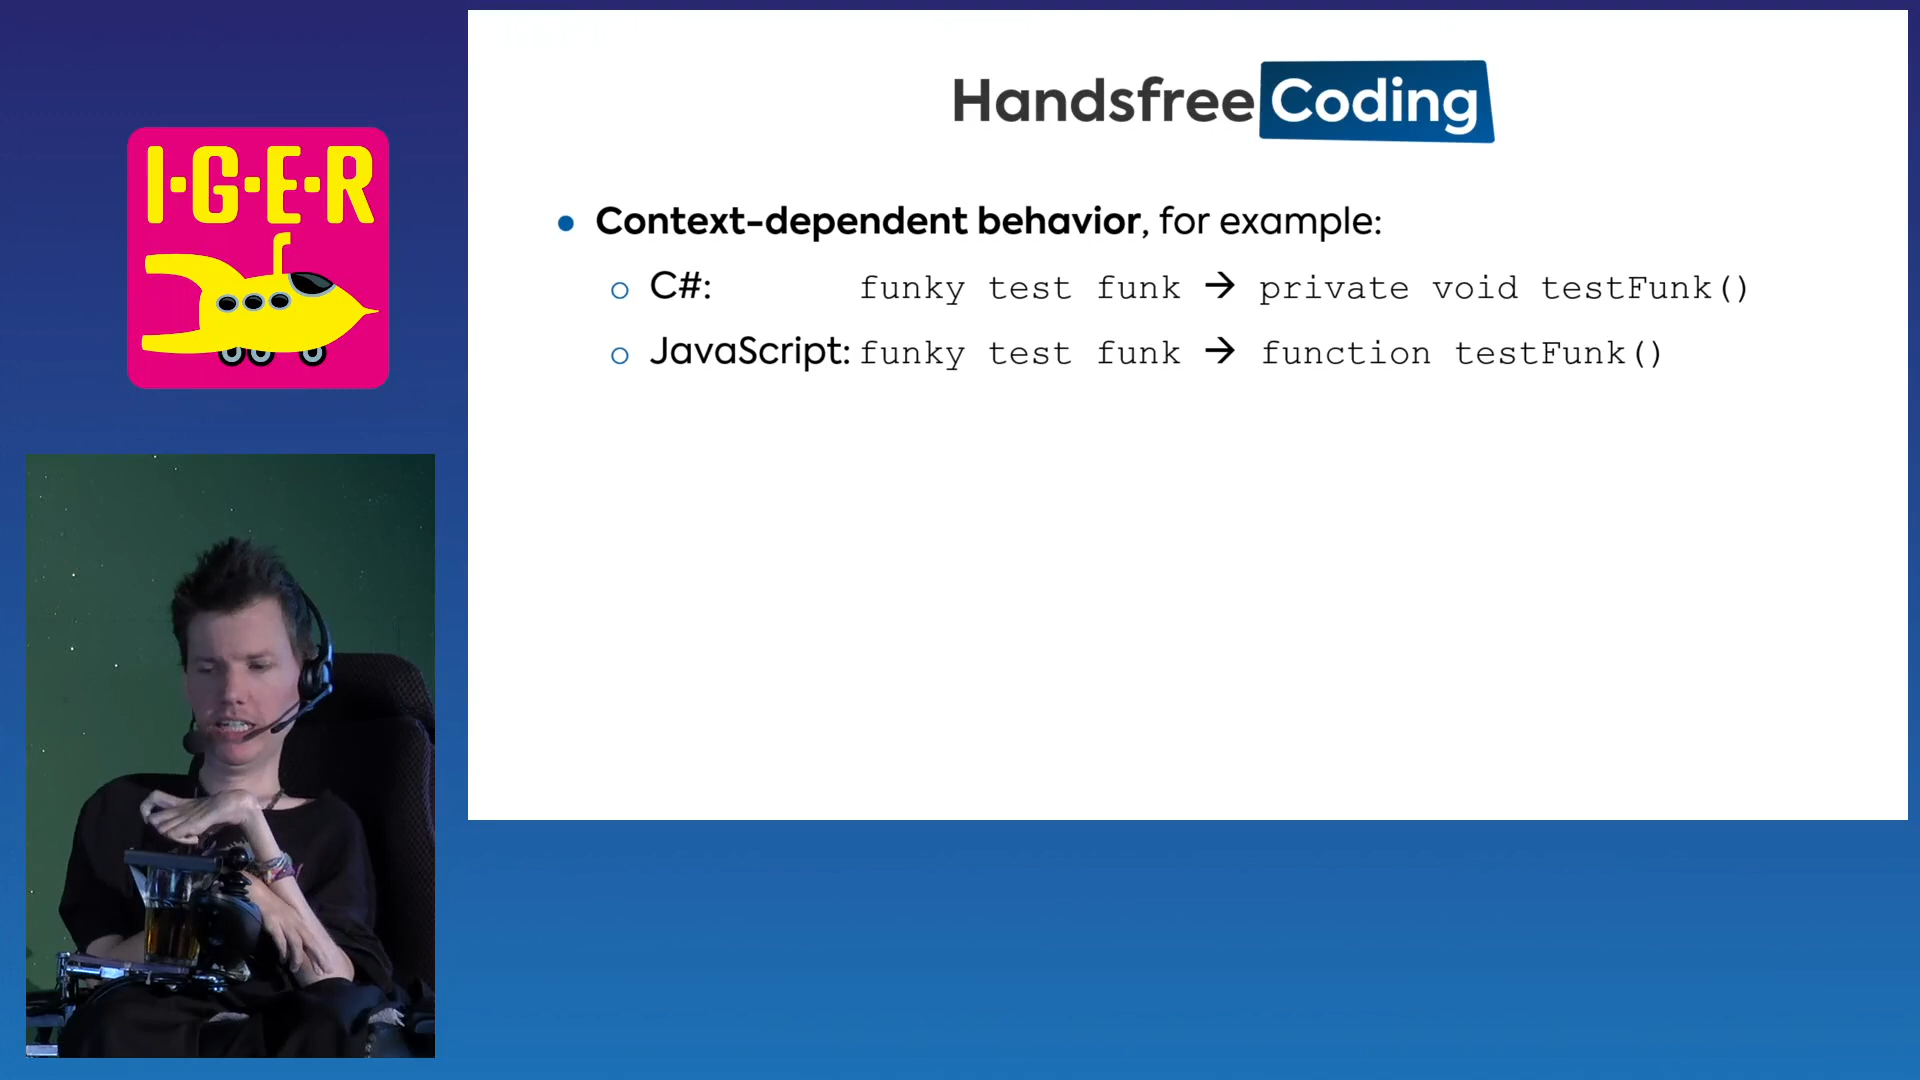 I·G·E·R
Handsfree Coding
• Context-dependent behavior, for example:
○ C#: funky test funk → private void testFunk()
○ JavaScript: funky test funk → function testFunk()